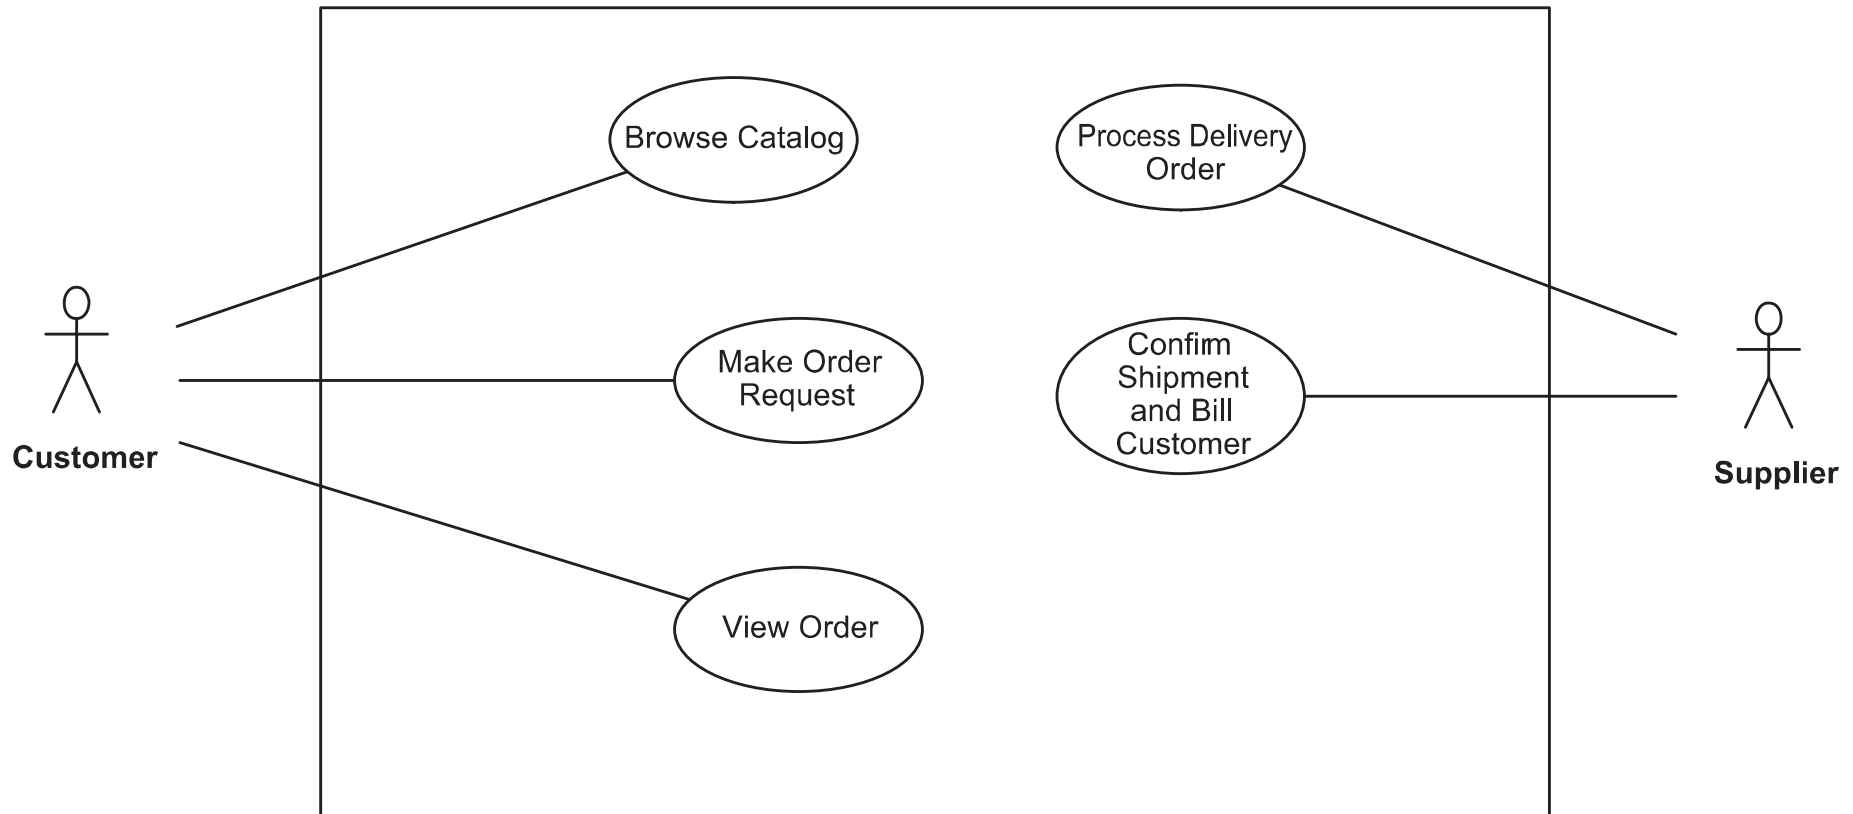 Browse Catalog
Process Delivery
Order
Make Order
Request
Confirm
Shipment
and Bill
Customer
Customer
Supplier
View Order